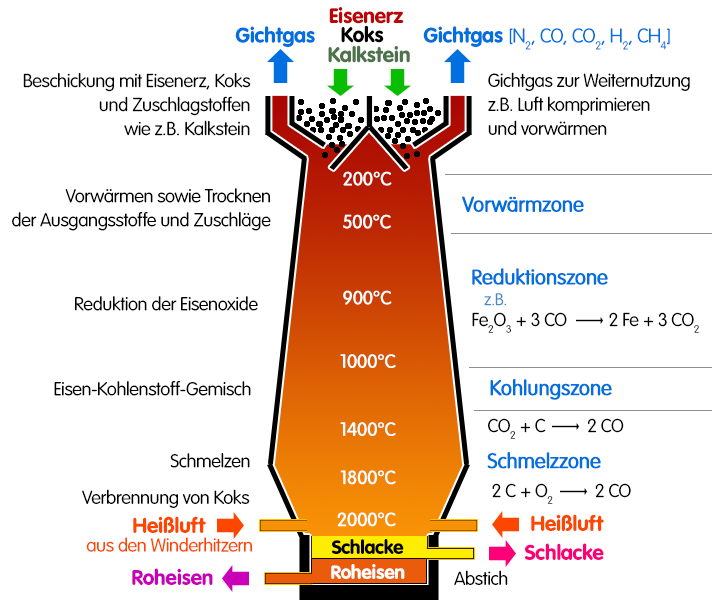 Eisenerz
Koks
Kalkstein
Gichtgas
Gichtgas [N₂, CO, CO₂, H₂, CH₄]
Beschickung mit Eisenerz, Koks
und Zuschlagstoffen
wie z.B. Kalkstein
Gichtgas zur Weiternutzung
z.B. Luft komprimieren
und vorwärmen
200°C
Vorwärmen sowie Trocknen
der Ausgangsstoffe und Zuschläge
500°C
Vorwärmzone
Reduktionszone
z.B.
Fe₂O₃ + 3 CO ⟶ 2 Fe + 3 CO₂
Reduktion der Eisenoxide
900°C
1000°C
Eisen-Kohlenstoff-Gemisch
Kohlungszone
CO₂ + C ⟶ 2 CO
1400°C
Schmelzen
Schmelzzone
1800°C
2 C + O₂ ⟶ 2 CO
Verbrennung von Koks
2000°C
Heißluft
aus den Winderhitzern
Heißluft
Schlacke
Schlacke
Roheisen
Roheisen
Abstich